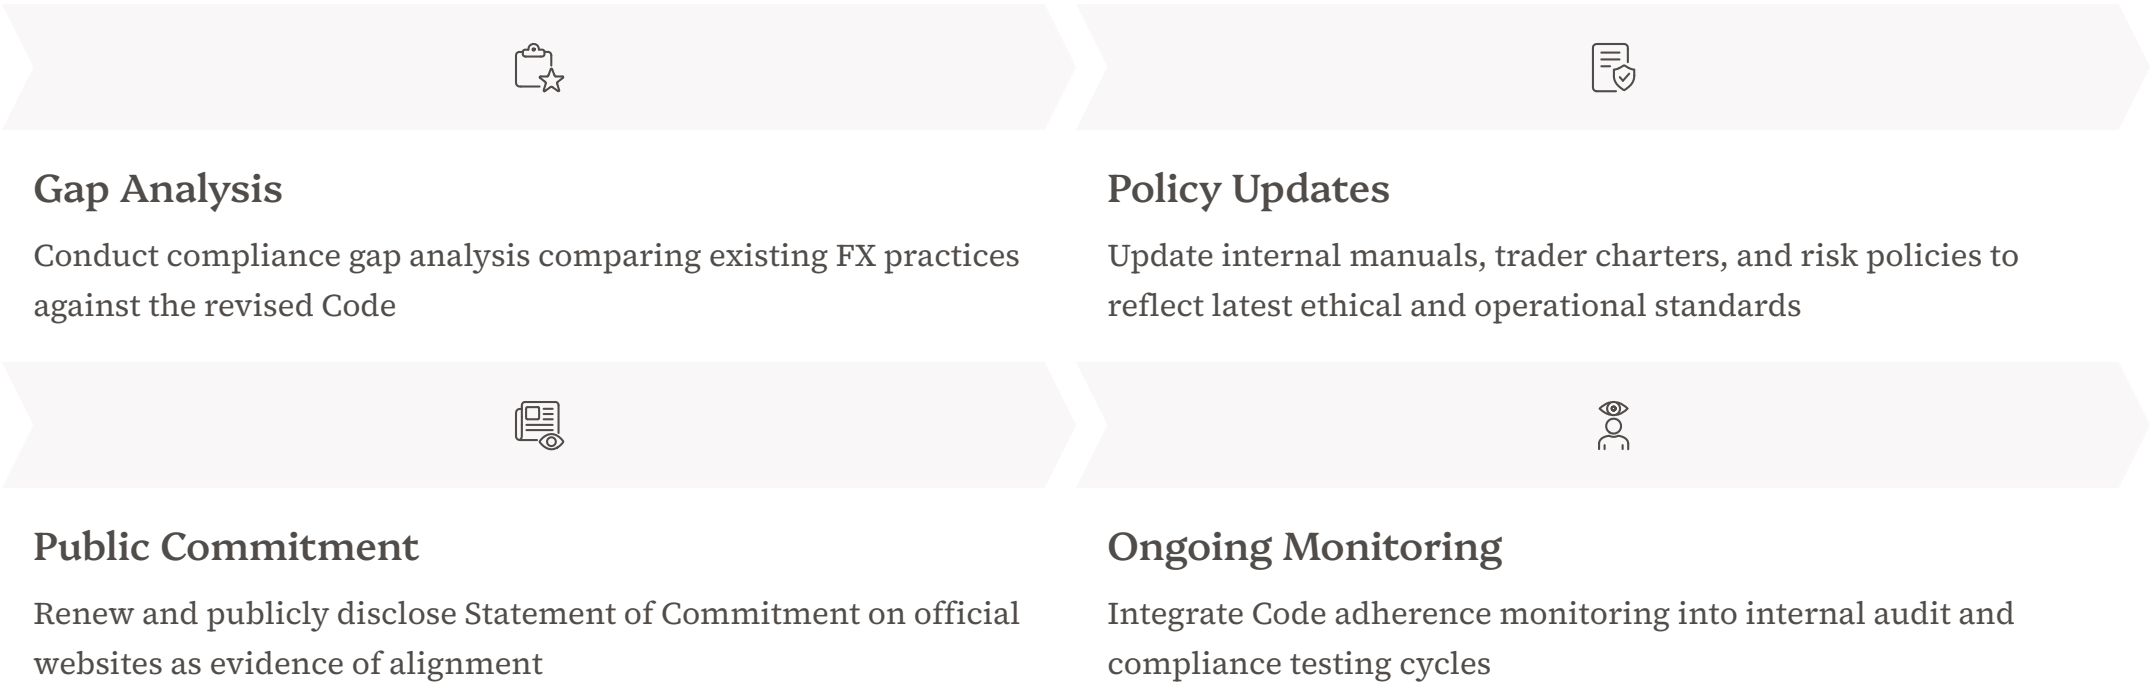 Gap Analysis
Conduct compliance gap analysis comparing existing FX practices
against the revised Code
Policy Updates
Update internal manuals, trader charters, and risk policies to
reflect latest ethical and operational standards
Public Commitment
Renew and publicly disclose Statement of Commitment on official
websites as evidence of alignment
Ongoing Monitoring
Integrate Code adherence monitoring into internal audit and
compliance testing cycles